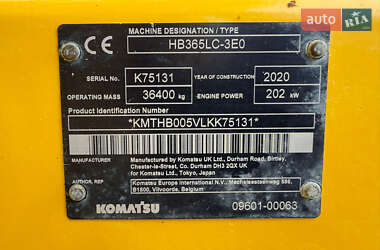 AUTO RIA
MACHINE DESIGNATION / TYPE
CE HB365LC-3E0
SERIAL No. K75131 YEAR OF CONSTRUCTION 2020
OPERATING MASS 36400 kg ENGINE POWER 202 kW
Product Identification Number
*KMTHB005VLKK75131*
MANUFACTURER Manufactured by Komatsu UK Ltd., Durham Road, Birtley,
Chester-le-Street, Co. Durham DH3 2QX UK
for Komatsu Ltd., Tokyo, Japan
Komatsu Europe International N.V., Mechelsesteenweg 586,
B1800, Vilvoorde, Belgium
KOMATSU 09601-00063